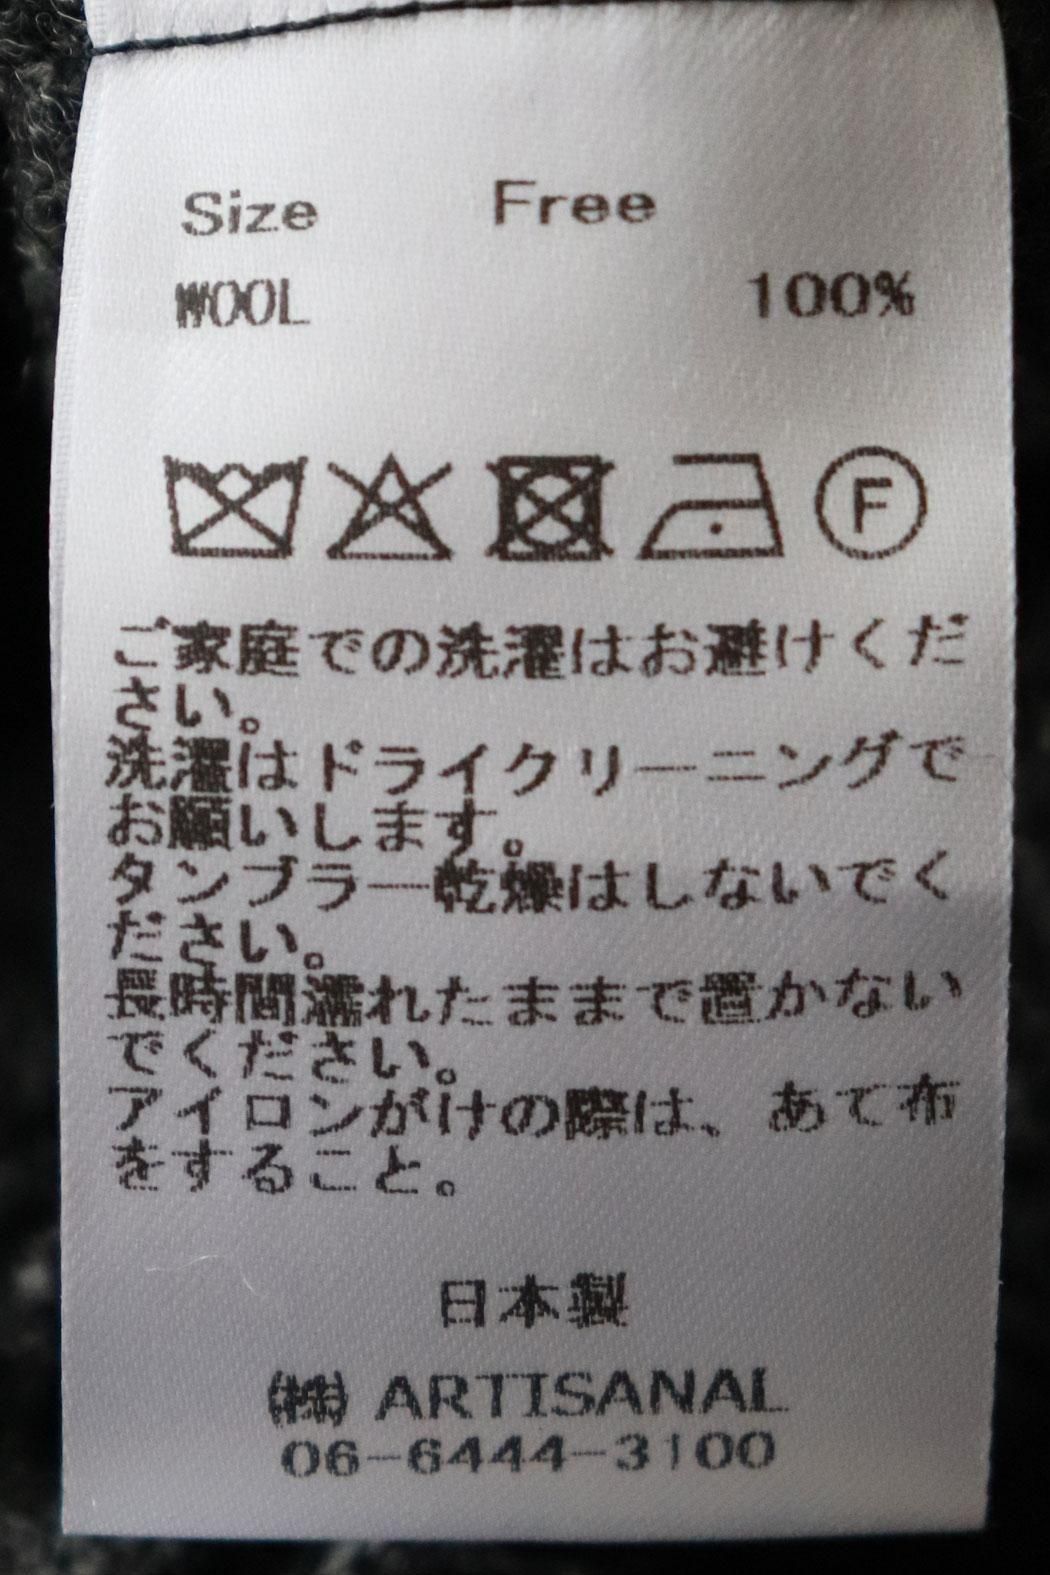 Size Free
WOOL 100%
F
ご家庭での洗濯はお避けくだ
さい。
洗濯はドライクリーニングで
お願いします。
タンブラー乾燥はしないでく
ださい。
長時間濡れたままで置かない
でください。
アイロンがけの際は、あて布
をすること。
日本製
㈱ ARTISANAL
06-6444-3100